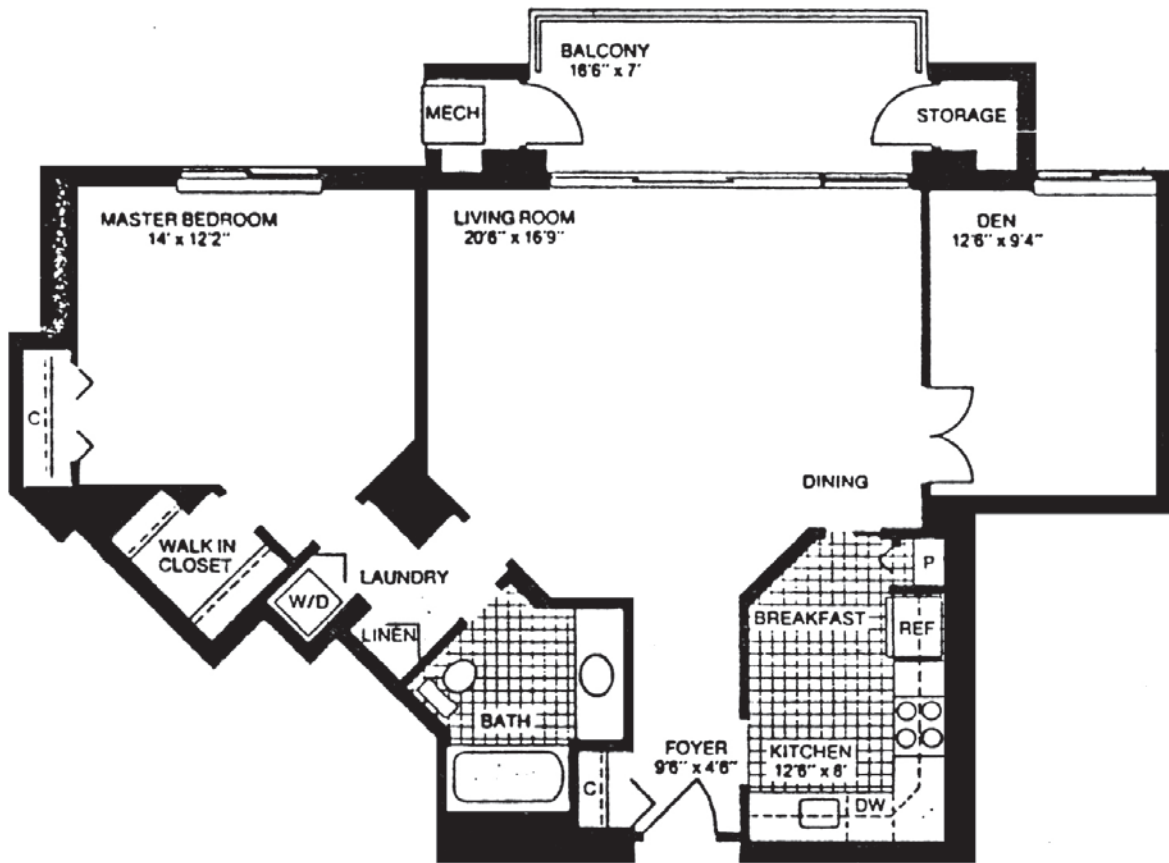 BALCONY
16'6" x 7'
MECH
STORAGE
MASTER BEDROOM
14' x 12'2"
LIVING ROOM
20'6" x 16'9"
DEN
12'6" x 9'4"
C
DINING
WALK IN
CLOSET
LAUNDRY
W/D
LINEN
P
BREAKFAST
REF
BATH
FOYER
9'6" x 4'6"
KITCHEN
12'6" x 8'
C
DW